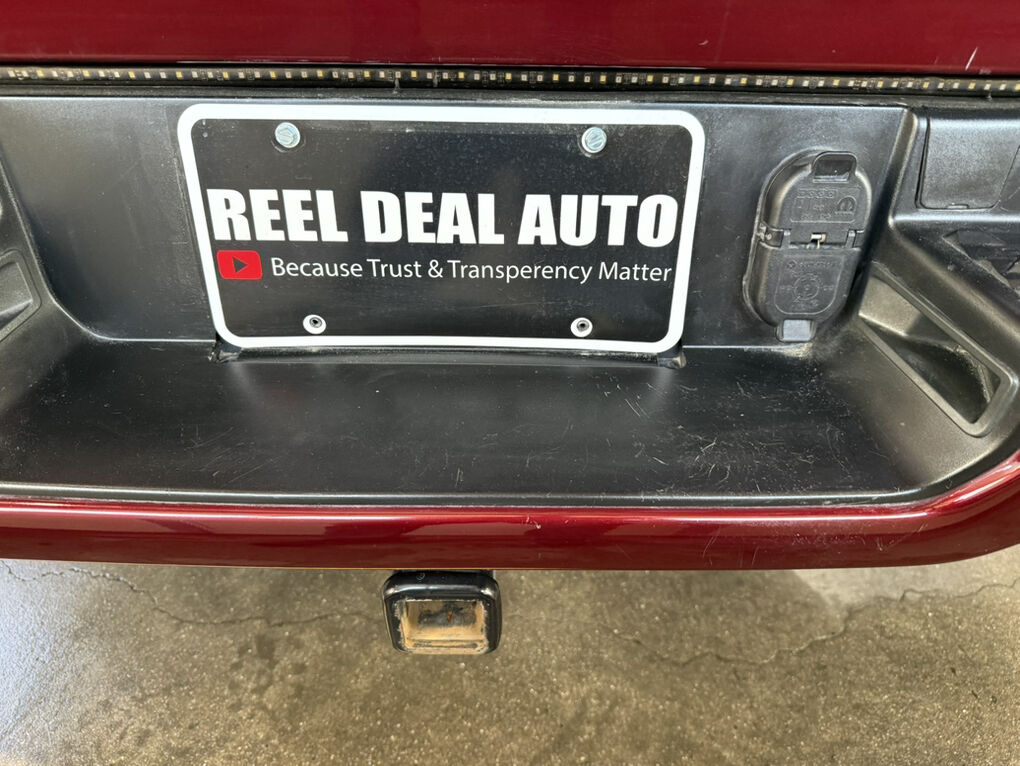 REEL DEAL AUTO
Because Trust & Transperency Matter